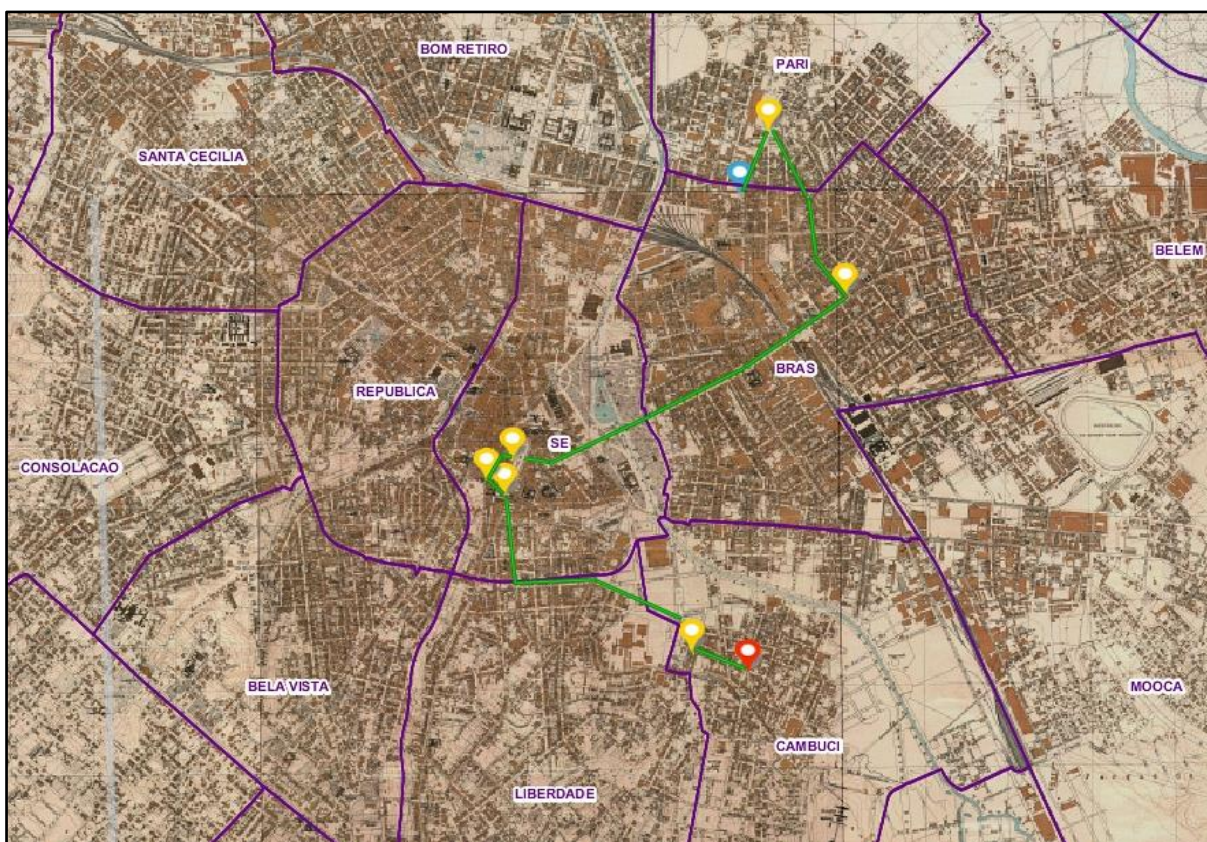 BOM RETIRO
PARI
SANTA CECILIA
BELEM
BRAS
REPUBLICA
SE
CONSOLACAO
BELA VISTA
MOOCA
CAMBUCI
LIBERDADE